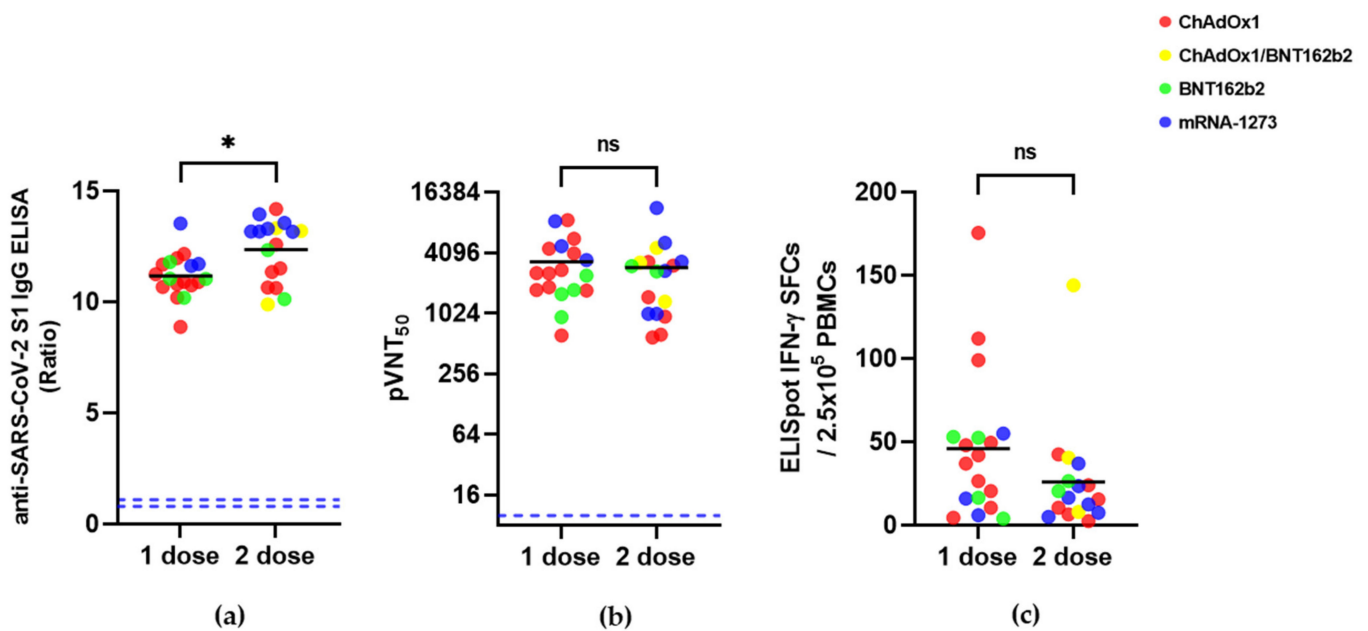 ChAdOx1
ChAdOx1/BNT162b2
BNT162b2
mRNA-1273
anti-SARS-CoV-2 S1 IgG ELISA
(Ratio)
15
10
5
0
*
1 dose
2 dose
(a)
pVNT50
16384
4096
1024
256
64
16
ns
1 dose
2 dose
(b)
ELISpot IFN-γ SFCs
/ 2.5x10⁵ PBMCs
200
150
100
50
0
ns
1 dose
2 dose
(c)